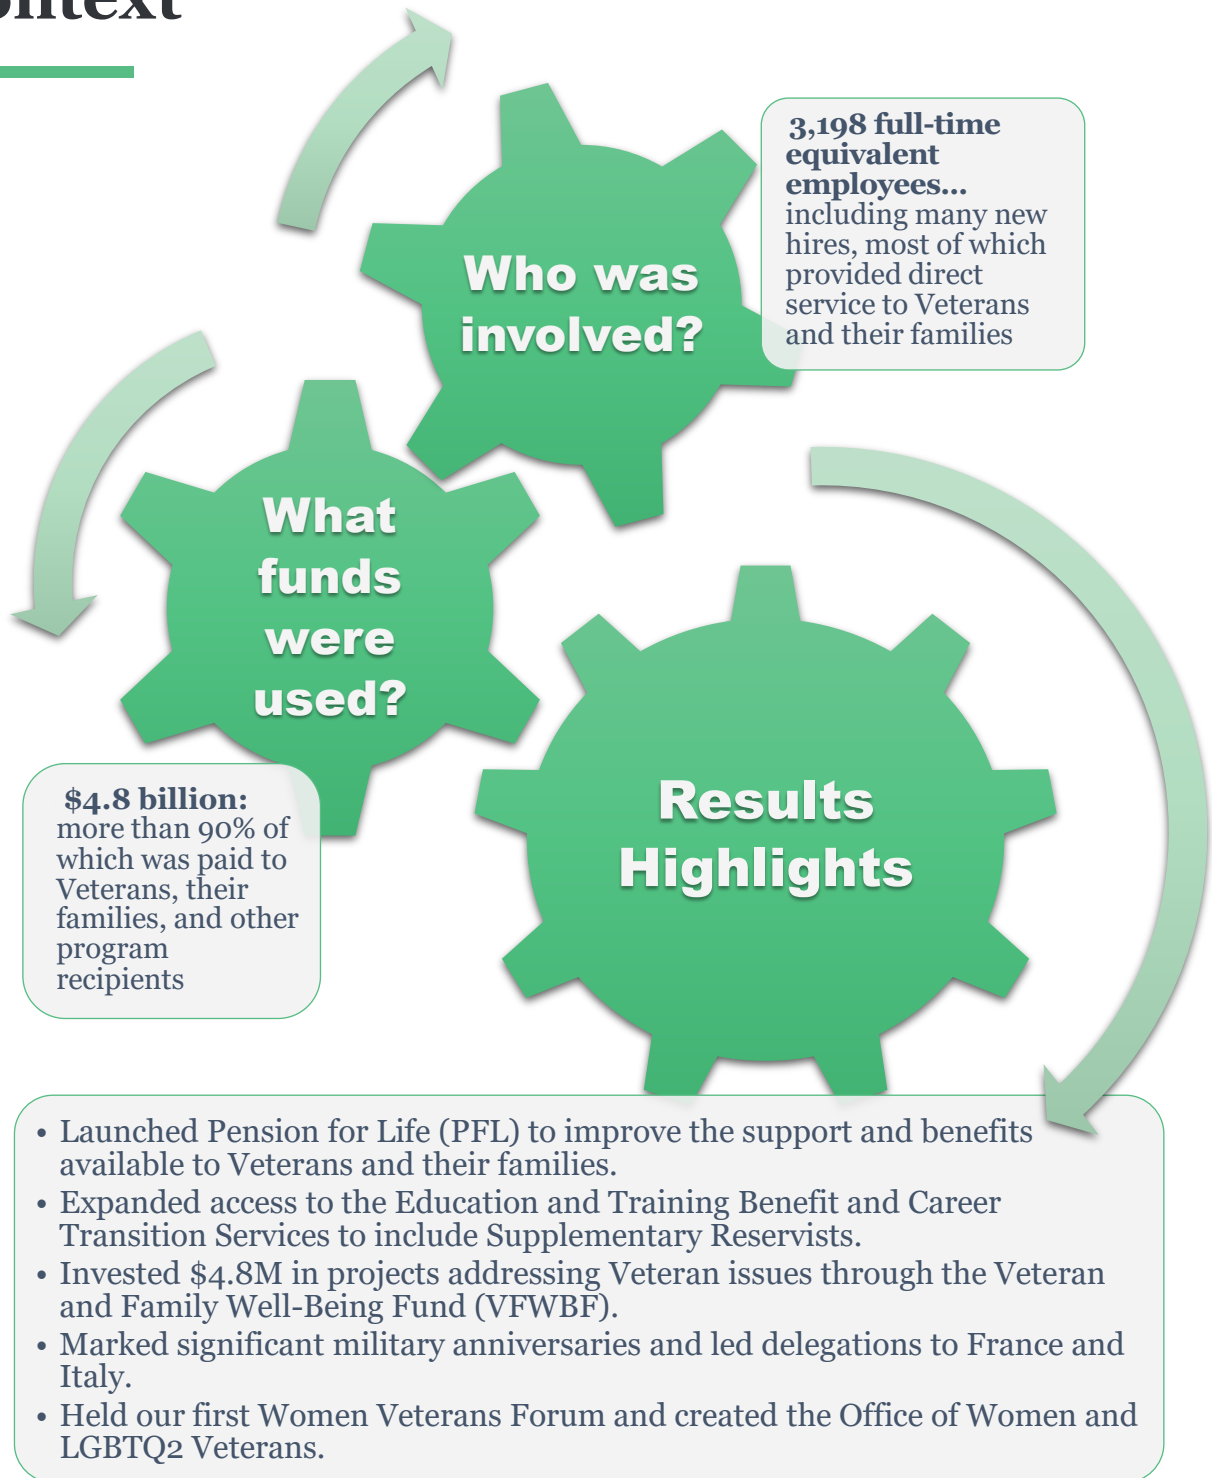 Who was
involved?
3,198 full-time
equivalent
employees...
including many new
hires, most of which
provided direct
service to Veterans
and their families
What
funds
were
used?
$4.8 billion:
more than 90% of
which was paid to
Veterans, their
families, and other
program
recipients
Results
Highlights
• Launched Pension for Life (PFL) to improve the support and benefits
available to Veterans and their families.
• Expanded access to the Education and Training Benefit and Career
Transition Services to include Supplementary Reservists.
• Invested $4.8M in projects addressing Veteran issues through the Veteran
and Family Well-Being Fund (VFWBF).
• Marked significant military anniversaries and led delegations to France and
Italy.
• Held our first Women Veterans Forum and created the Office of Women and
LGBTQ2 Veterans.